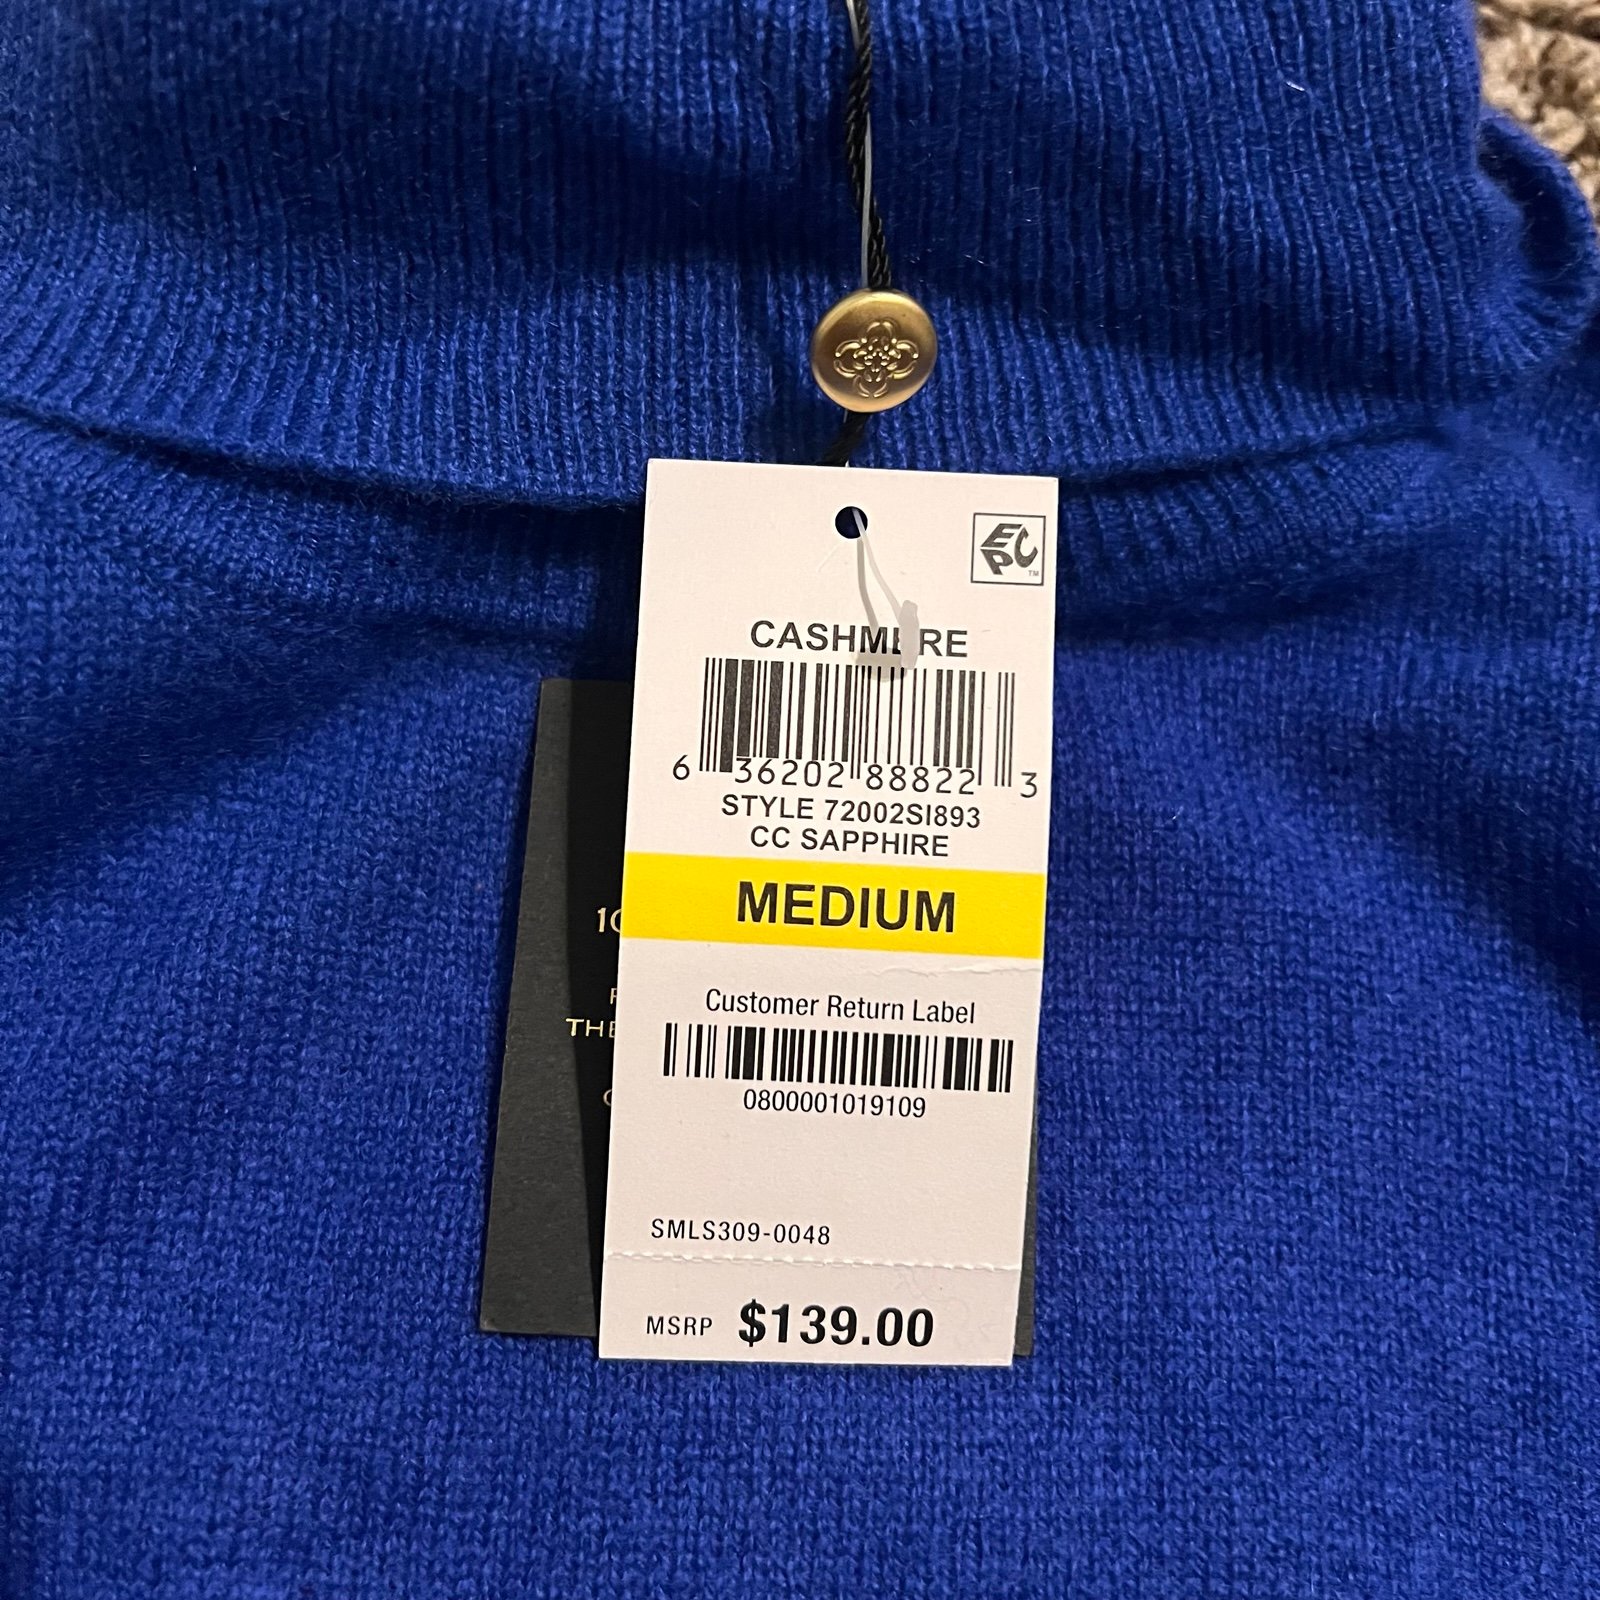 EPC™
CASHMERE
6 36202 88822 3
STYLE 72002SI893
CC SAPPHIRE
MEDIUM
Customer Return Label
0800001019109
SMLS309-0048
MSRP $139.00